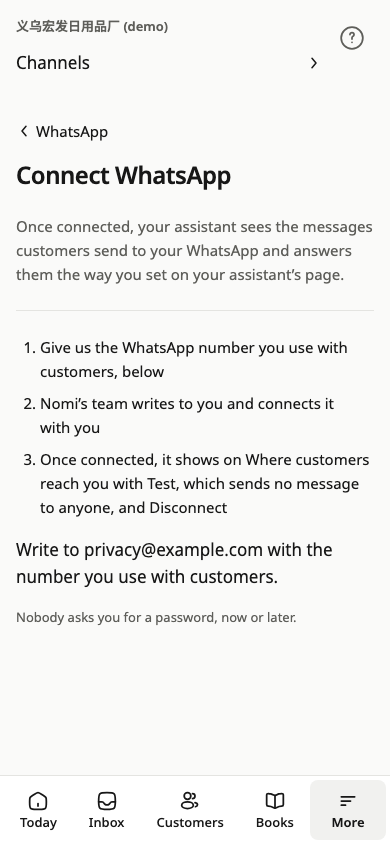 义乌宏发日用品厂 (demo)
Channels
WhatsApp
Connect WhatsApp
Once connected, your assistant sees the messages
customers send to your WhatsApp and answers
them the way you set on your assistant’s page.
1. Give us the WhatsApp number you use with
customers, below
2. Nomi’s team writes to you and connects it
with you
3. Once connected, it shows on Where customers
reach you with Test, which sends no message
to anyone, and Disconnect
Write to privacy@example.com with the
number you use with customers.
Nobody asks you for a password, now or later.
Today Inbox Customers Books More